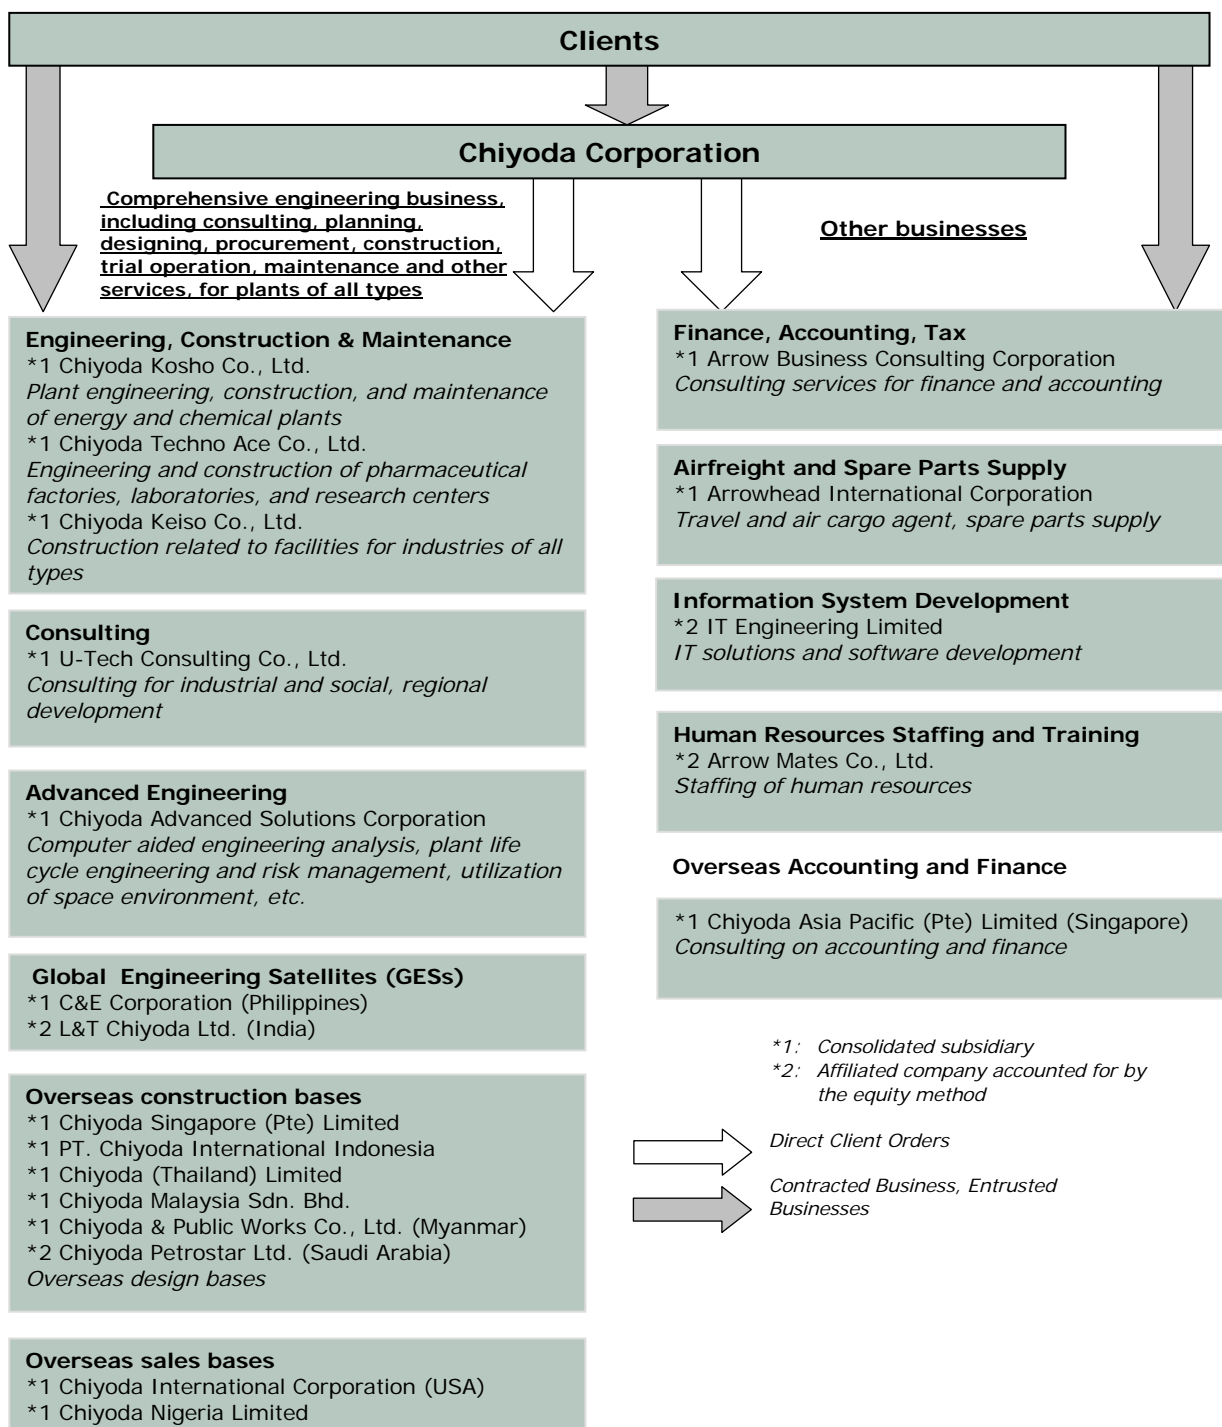 Clients
Chiyoda Corporation
Comprehensive engineering business,
including consulting, planning,
designing, procurement, construction,
trial operation, maintenance and other
services, for plants of all types
Other businesses
Engineering, Construction & Maintenance
*1 Chiyoda Kosho Co., Ltd.
Plant engineering, construction, and maintenance
of energy and chemical plants
*1 Chiyoda Techno Ace Co., Ltd.
Engineering and construction of pharmaceutical
factories, laboratories, and research centers
*1 Chiyoda Keiso Co., Ltd.
Construction related to facilities for industries of all
types
Consulting
*1 U-Tech Consulting Co., Ltd.
Consulting for industrial and social, regional
development
Advanced Engineering
*1 Chiyoda Advanced Solutions Corporation
Computer aided engineering analysis, plant life
cycle engineering and risk management, utilization
of space environment, etc.
Global Engineering Satellites (GESs)
*1 C&E Corporation (Philippines)
*2 L&T Chiyoda Ltd. (India)
Overseas construction bases
*1 Chiyoda Singapore (Pte) Limited
*1 PT. Chiyoda International Indonesia
*1 Chiyoda (Thailand) Limited
*1 Chiyoda Malaysia Sdn. Bhd.
*1 Chiyoda & Public Works Co., Ltd. (Myanmar)
*2 Chiyoda Petrostar Ltd. (Saudi Arabia)
Overseas design bases
Overseas sales bases
*1 Chiyoda International Corporation (USA)
*1 Chiyoda Nigeria Limited
Finance, Accounting, Tax
*1 Arrow Business Consulting Corporation
Consulting services for finance and accounting
Airfreight and Spare Parts Supply
*1 Arrowhead International Corporation
Travel and air cargo agent, spare parts supply
Information System Development
*2 IT Engineering Limited
IT solutions and software development
Human Resources Staffing and Training
*2 Arrow Mates Co., Ltd.
Staffing of human resources
Overseas Accounting and Finance
*1 Chiyoda Asia Pacific (Pte) Limited (Singapore)
Consulting on accounting and finance
*1: Consolidated subsidiary
*2: Affiliated company accounted for by
the equity method
Direct Client Orders
Contracted Business, Entrusted
Businesses